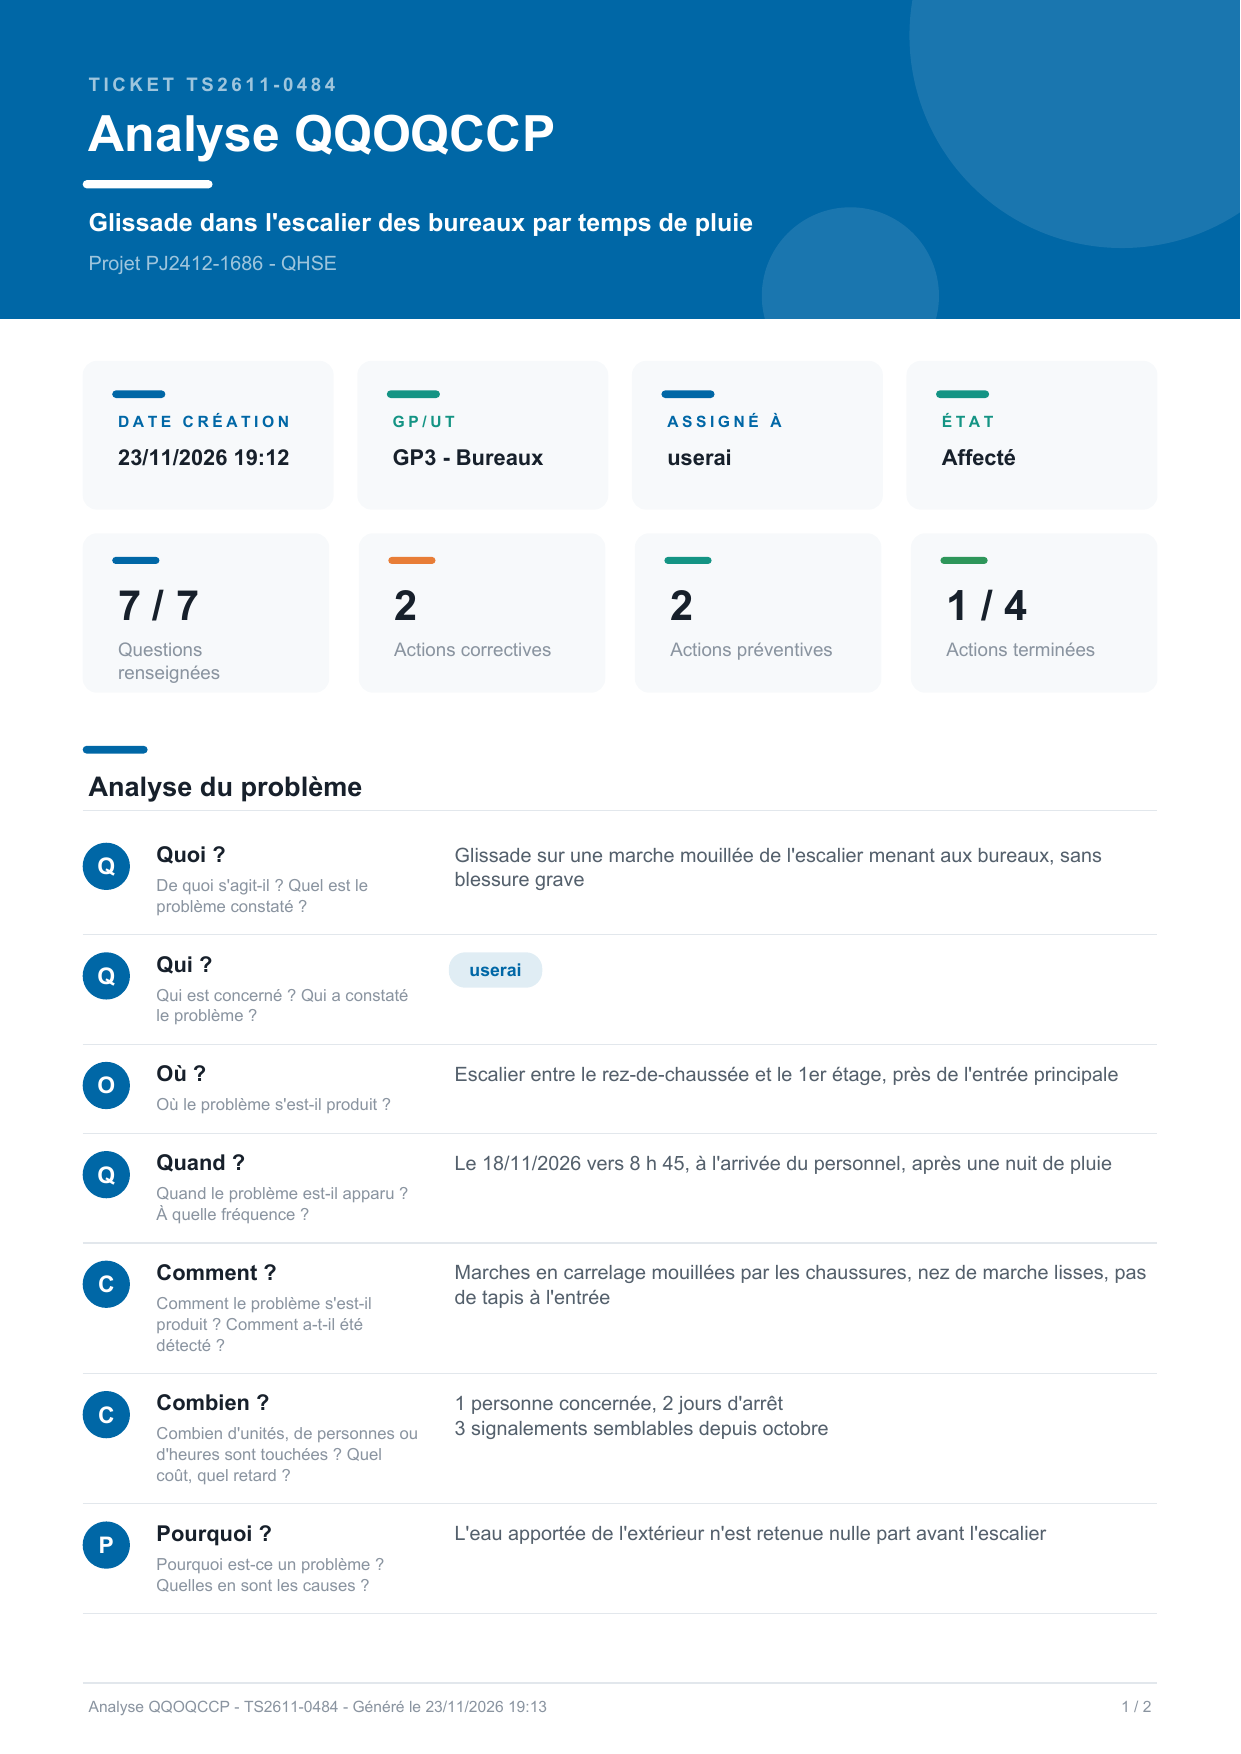 TICKET TS2611-0484
Analyse QQOQCCP
Glissade dans l'escalier des bureaux par temps de pluie
Projet PJ2412-1686 - QHSE
DATE CRÉATION
23/11/2026 19:12
GP/UT
GP3 - Bureaux
ASSIGNÉ À
userai
ÉTAT
Affecté
7 / 7
Questions
renseignées
2
Actions correctives
2
Actions préventives
1 / 4
Actions terminées
Analyse du problème
Q
Quoi ?
De quoi s'agit-il ? Quel est le
problème constaté ?
Glissade sur une marche mouillée de l'escalier menant aux bureaux, sans
blessure grave
Q
Qui ?
Qui est concerné ? Qui a constaté
le problème ?
userai
O
Où ?
Où le problème s'est-il produit ?
Escalier entre le rez-de-chaussée et le 1er étage, près de l'entrée principale
Q
Quand ?
Quand le problème est-il apparu ?
À quelle fréquence ?
Le 18/11/2026 vers 8 h 45, à l'arrivée du personnel, après une nuit de pluie
C
Comment ?
Comment le problème s'est-il
produit ? Comment a-t-il été
détecté ?
Marches en carrelage mouillées par les chaussures, nez de marche lisses, pas
de tapis à l'entrée
C
Combien ?
Combien d'unités, de personnes ou
d'heures sont touchées ? Quel
coût, quel retard ?
1 personne concernée, 2 jours d'arrêt
3 signalements semblables depuis octobre
P
Pourquoi ?
Pourquoi est-ce un problème ?
Quelles en sont les causes ?
L'eau apportée de l'extérieur n'est retenue nulle part avant l'escalier
Analyse QQOQCCP - TS2611-0484 - Généré le 23/11/2026 19:13
1 / 2